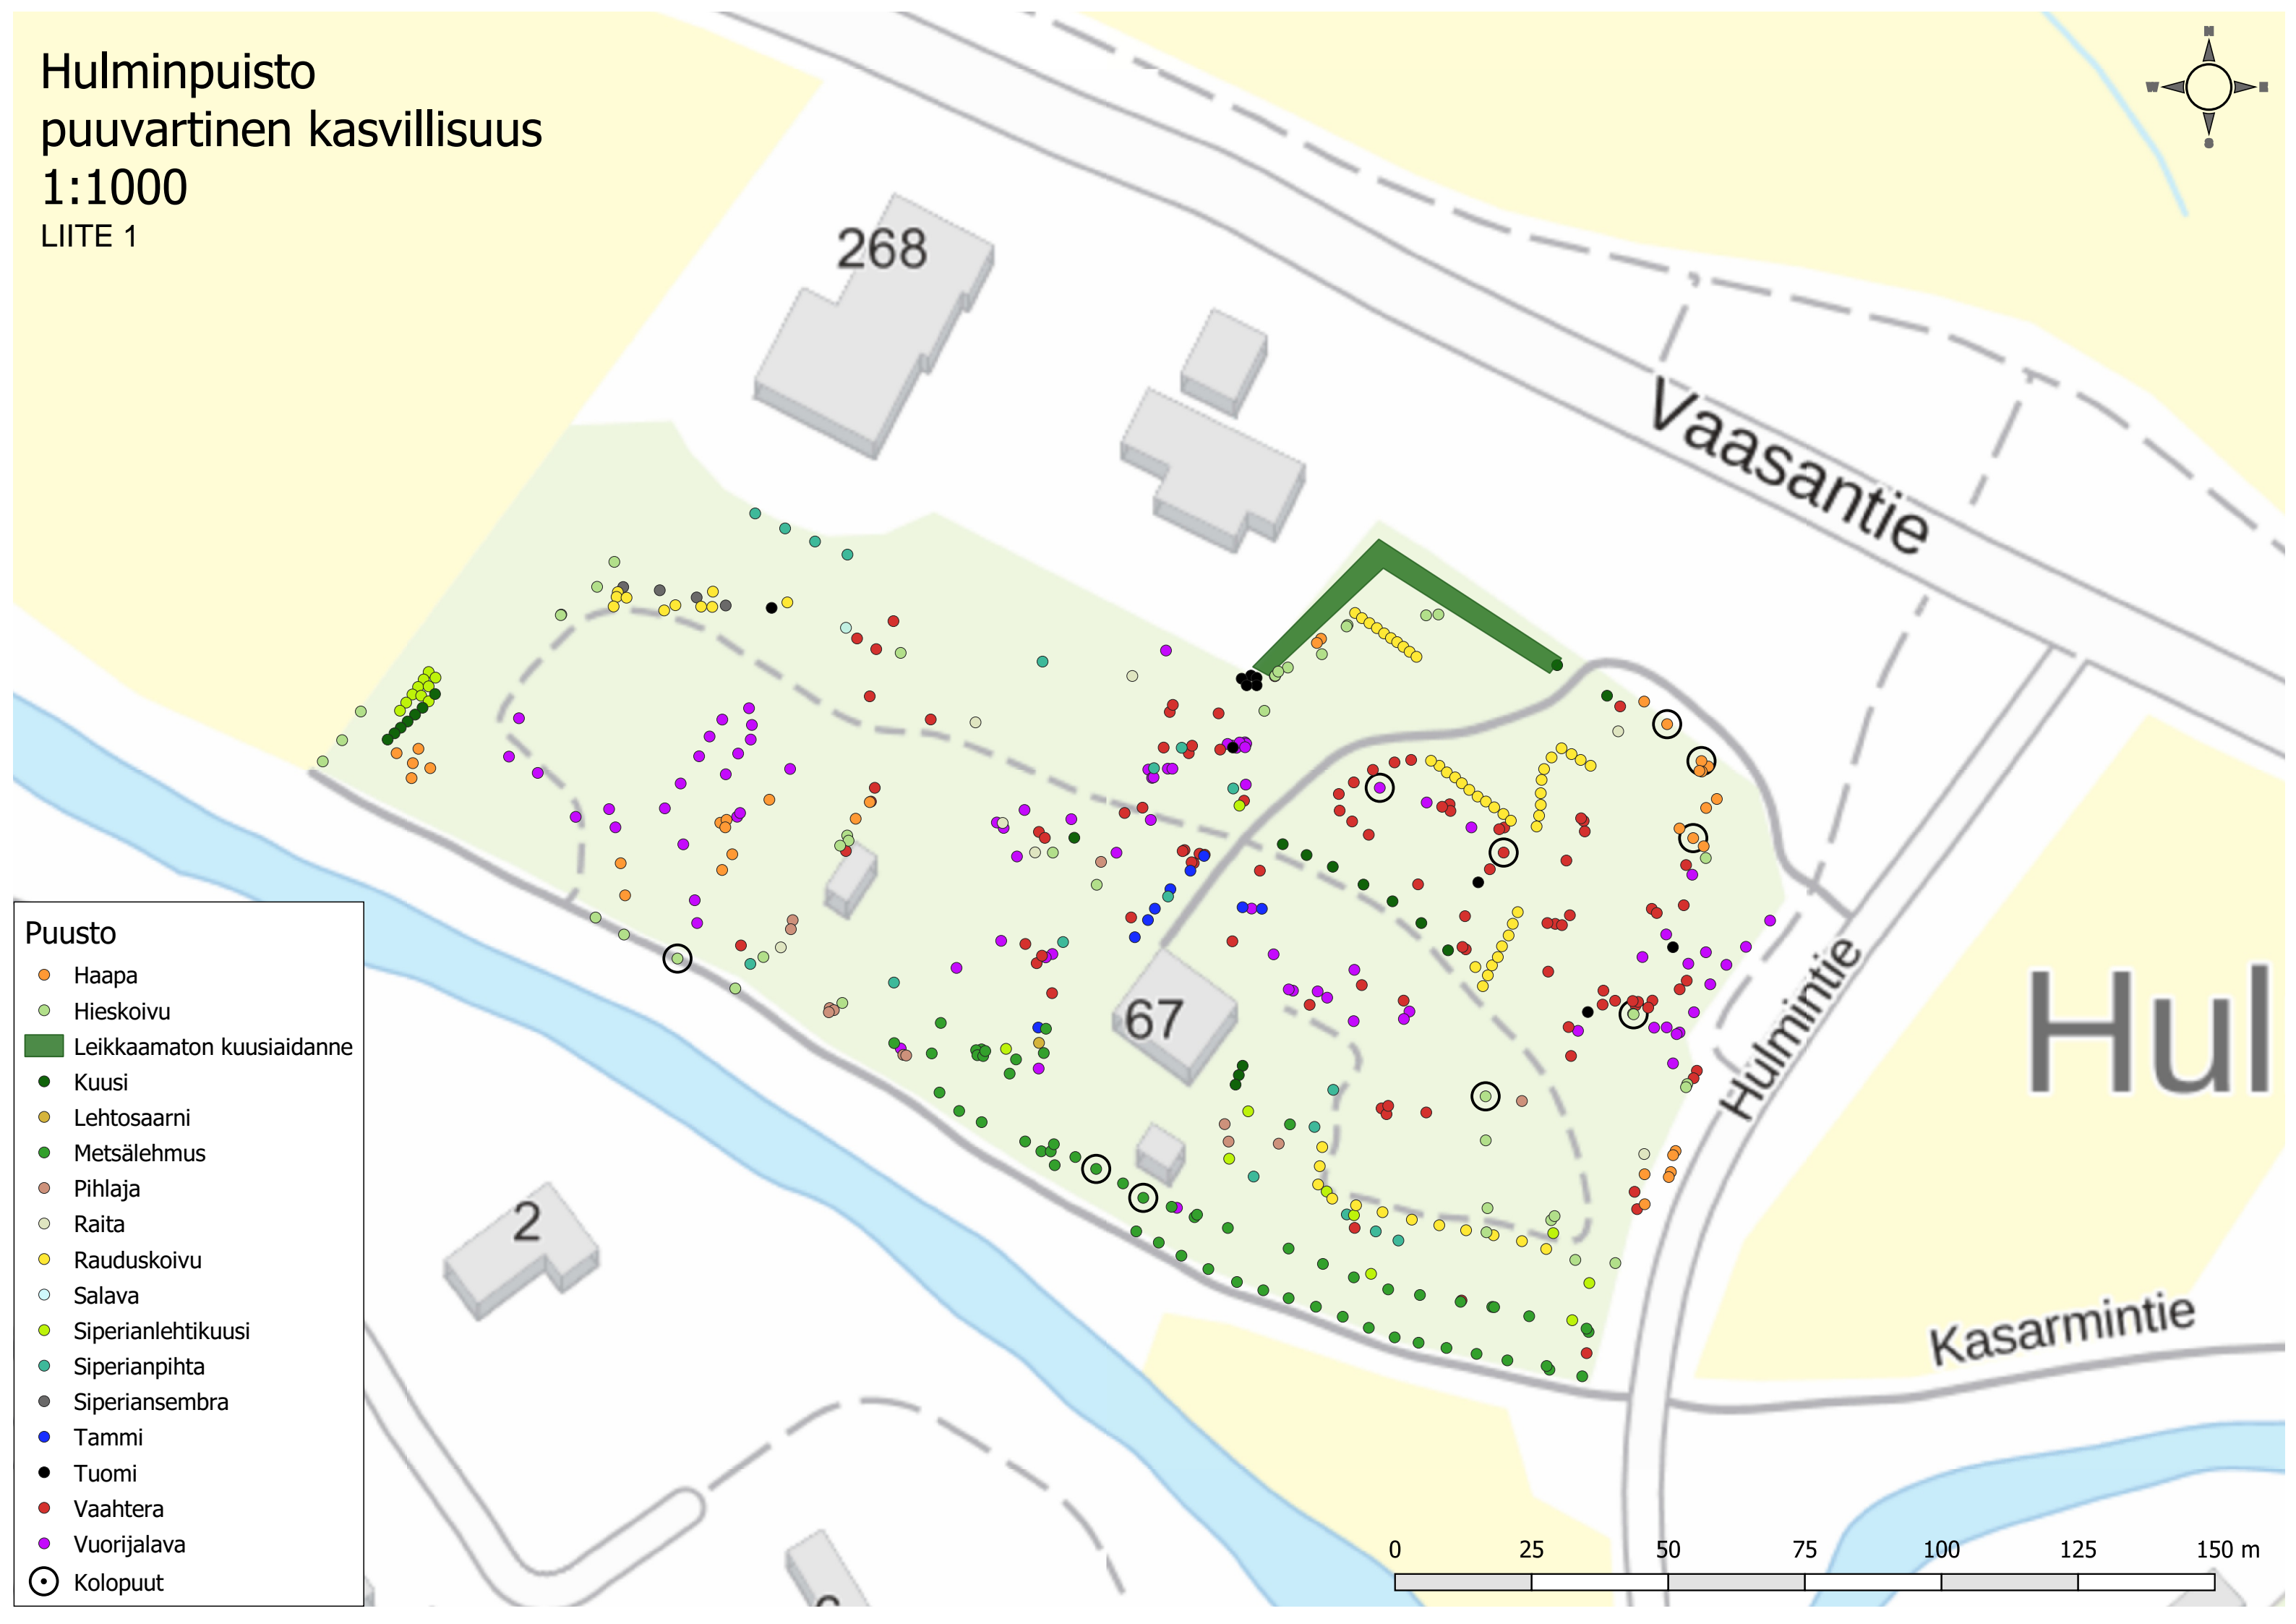 Hulminpuisto
puuvartinen kasvillisuus
1:1000
LIITE 1
N
W
E
S
268
Vaasantie
67
Hulmintie
Hul
2
Kasarmintie
Puusto
Haapa
Hieskoivu
Leikkaamaton kuusiaidanne
Kuusi
Lehtosaarni
Metsälehmus
Pihlaja
Raita
Rauduskoivu
Salava
Siperianlehtikuusi
Siperianpihta
Siperiansembra
Tammi
Tuomi
Vaahtera
Vuorijalava
Kolopuut
0 25 50 75 100 125 150 m